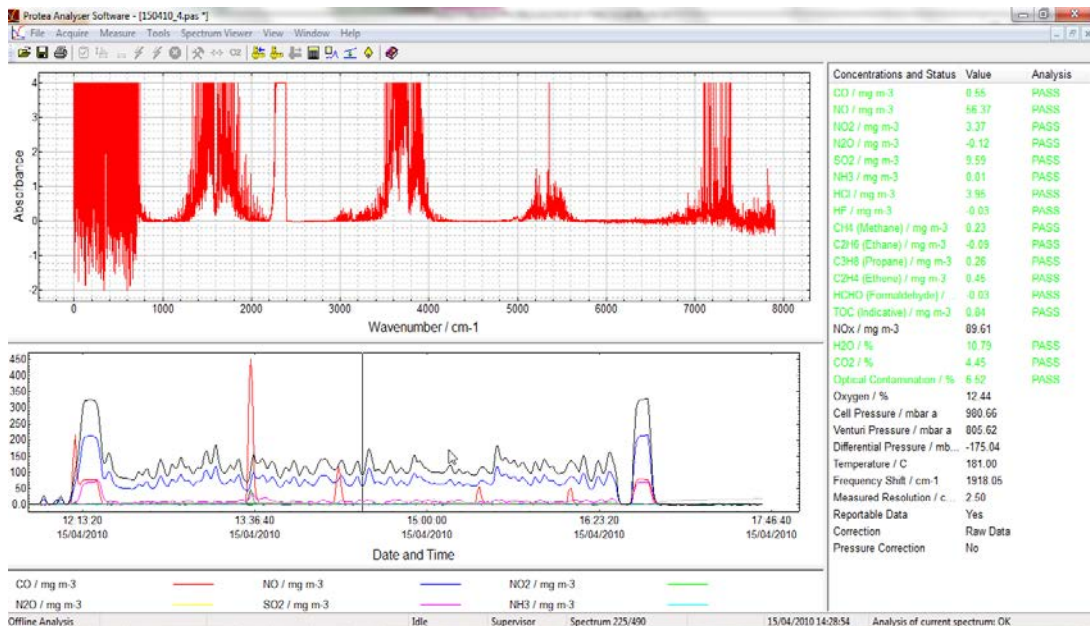 Protea Analyser Software - [150410_4.pas *]
File Acquire Measure Tools Spectrum Viewer View Window Help
4
3
2
1
0
-1
-2
Absorbance
0 1000 2000 3000 4000 5000 6000 7000 8000
Wavenumber / cm-1
450
400
350
300
250
200
150
100
50
0.0
12:13:20 13:36:40 15:00:00 16:23:20 17:46:40
15/04/2010 15/04/2010 15/04/2010 15/04/2010 15/04/2010
Date and Time
CO / mg m-3 NO / mg m-3 NO2 / mg m-3
N2O / mg m-3 SO2 / mg m-3 NH3 / mg m-3
Concentrations and Status Value Analysis
CO / mg m-3 0.55 PASS
NO / mg m-3 56.37 PASS
NO2 / mg m-3 3.37 PASS
N2O / mg m-3 -0.12 PASS
SO2 / mg m-3 9.59 PASS
NH3 / mg m-3 0.01 PASS
HCl / mg m-3 3.95 PASS
HF / mg m-3 -0.03 PASS
CH4 (Methane) / mg m-3 0.23 PASS
C2H6 (Ethane) / mg m-3 -0.09 PASS
C3H8 (Propane) / mg m-3 0.26 PASS
C2H4 (Ethene) / mg m-3 0.45 PASS
HCHO (Formaldehyde) / ... -0.03 PASS
TOC (Indicative) / mg m-3 0.84 PASS
NOx / mg m-3 89.61
H2O / % 10.79 PASS
CO2 / % 4.45 PASS
Optical Contamination / % 6.52 PASS
Oxygen / % 12.44
Cell Pressure / mbar a 980.66
Venturi Pressure / mbar a 805.62
Differential Pressure / mb... -175.04
Temperature / C 181.00
Frequency Shift / cm-1 1918.05
Measured Resolution / c... 2.50
Reportable Data Yes
Correction Raw Data
Pressure Correction No
Offline Analysis Idle Supervisor Spectrum 225/490 15/04/2010 14:28:54 Analysis of current spectrum: OK